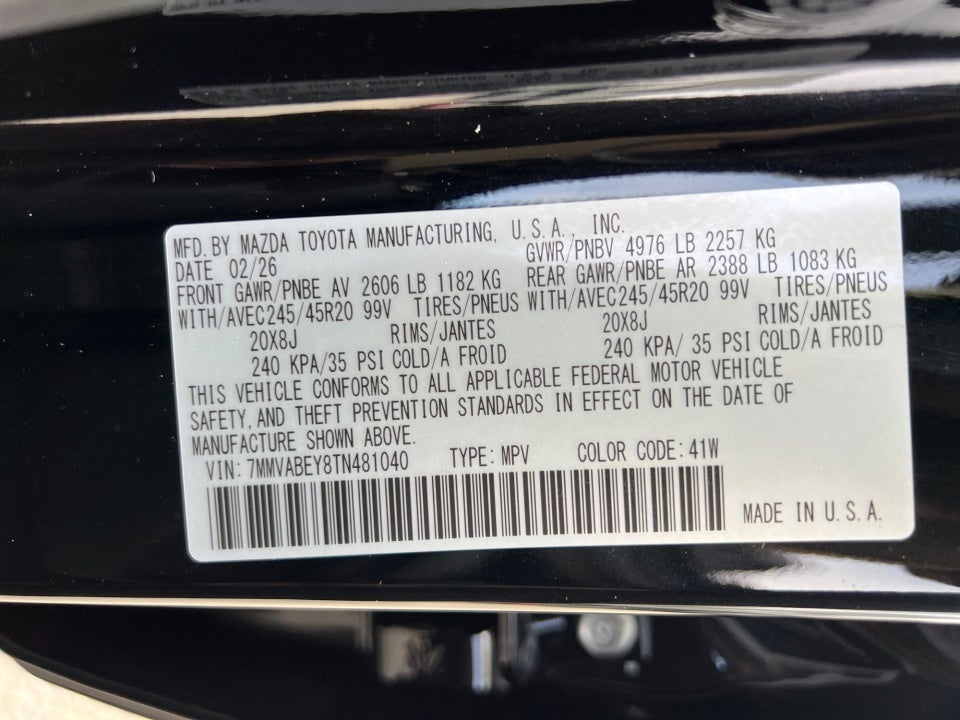 MFD. BY MAZDA TOYOTA MANUFACTURING, U.S.A., INC.
DATE 02/26 GVWR/PNBV 4976 LB 2257 KG
FRONT GAWR/PNBE AV 2606 LB 1182 KG REAR GAWR/PNBE AR 2388 LB 1083 KG
WITH/AVEC245/45R20 99V TIRES/PNEUS WITH/AVEC245/45R20 99V TIRES/PNEUS
20X8J RIMS/JANTES 20X8J RIMS/JANTES
240 KPA/35 PSI COLD/A FROID 240 KPA/ 35 PSI COLD/A FROID
THIS VEHICLE CONFORMS TO ALL APPLICABLE FEDERAL MOTOR VEHICLE
SAFETY, AND THEFT PREVENTION STANDARDS IN EFFECT ON THE DATE OF
MANUFACTURE SHOWN ABOVE.
VIN: 7MMVABEY8TN481040 TYPE: MPV COLOR CODE: 41W
MADE IN U.S.A.